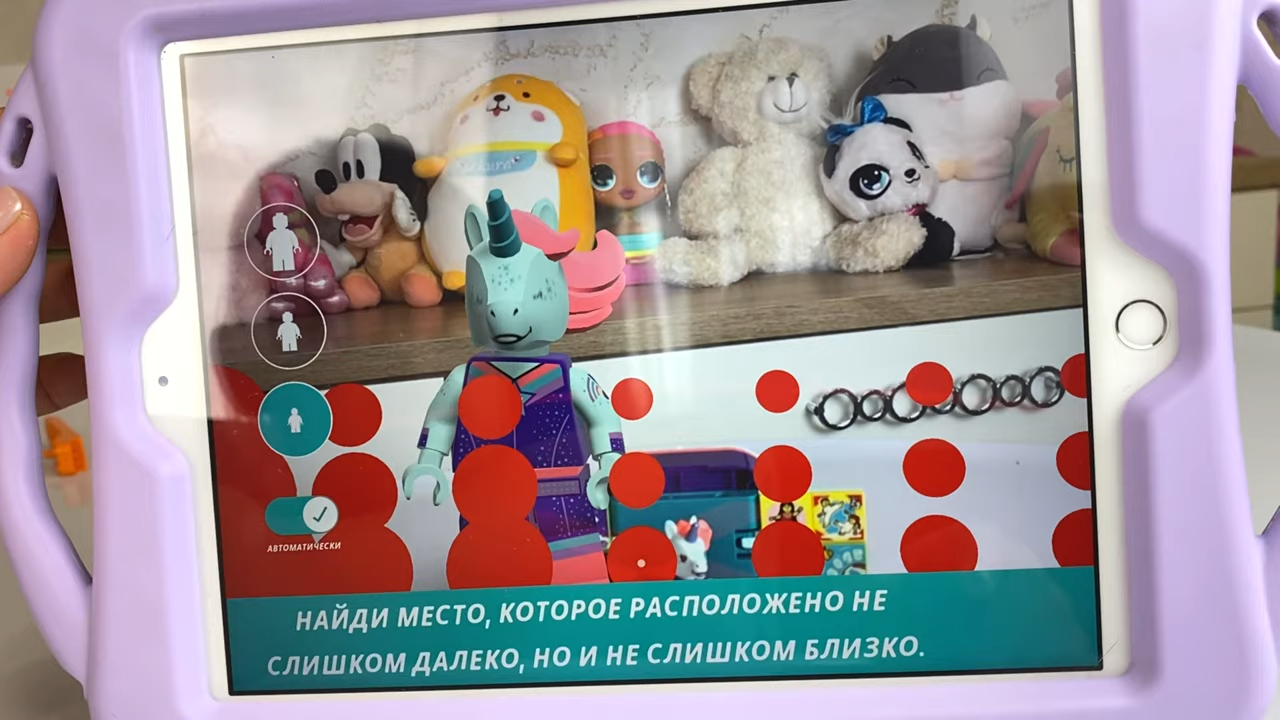 АВТОМАТИЧЕСКИ
НАЙДИ МЕСТО, КОТОРОЕ РАСПОЛОЖЕНО НЕ
СЛИШКОМ ДАЛЕКО, НО И НЕ СЛИШКОМ БЛИЗКО.